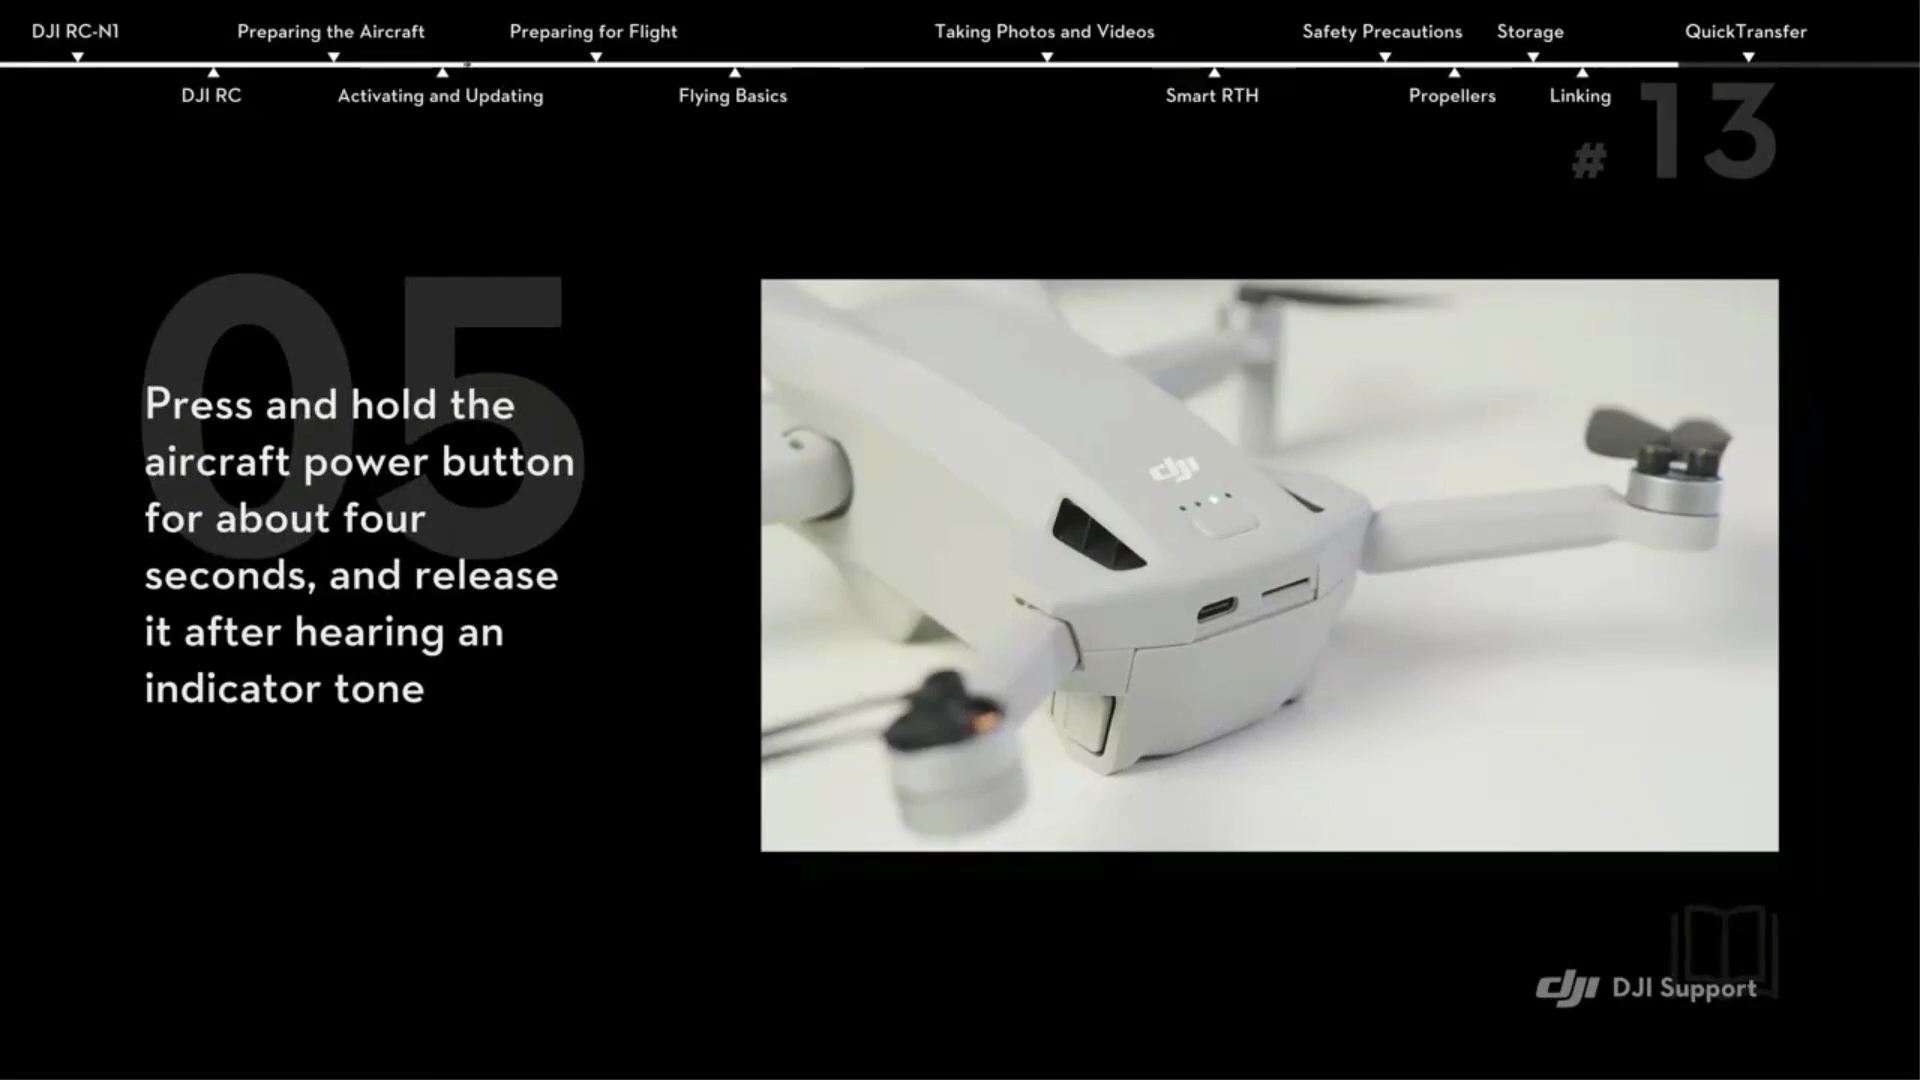 DJI RC-N1
Preparing the Aircraft
Preparing for Flight
Taking Photos and Videos
Safety Precautions
Storage
QuickTransfer
DJI RC
Activating and Updating
Flying Basics
Smart RTH
Propellers
Linking
# 13
05
Press and hold the
aircraft power button
for about four
seconds, and release
it after hearing an
indicator tone
dji
dji DJI Support